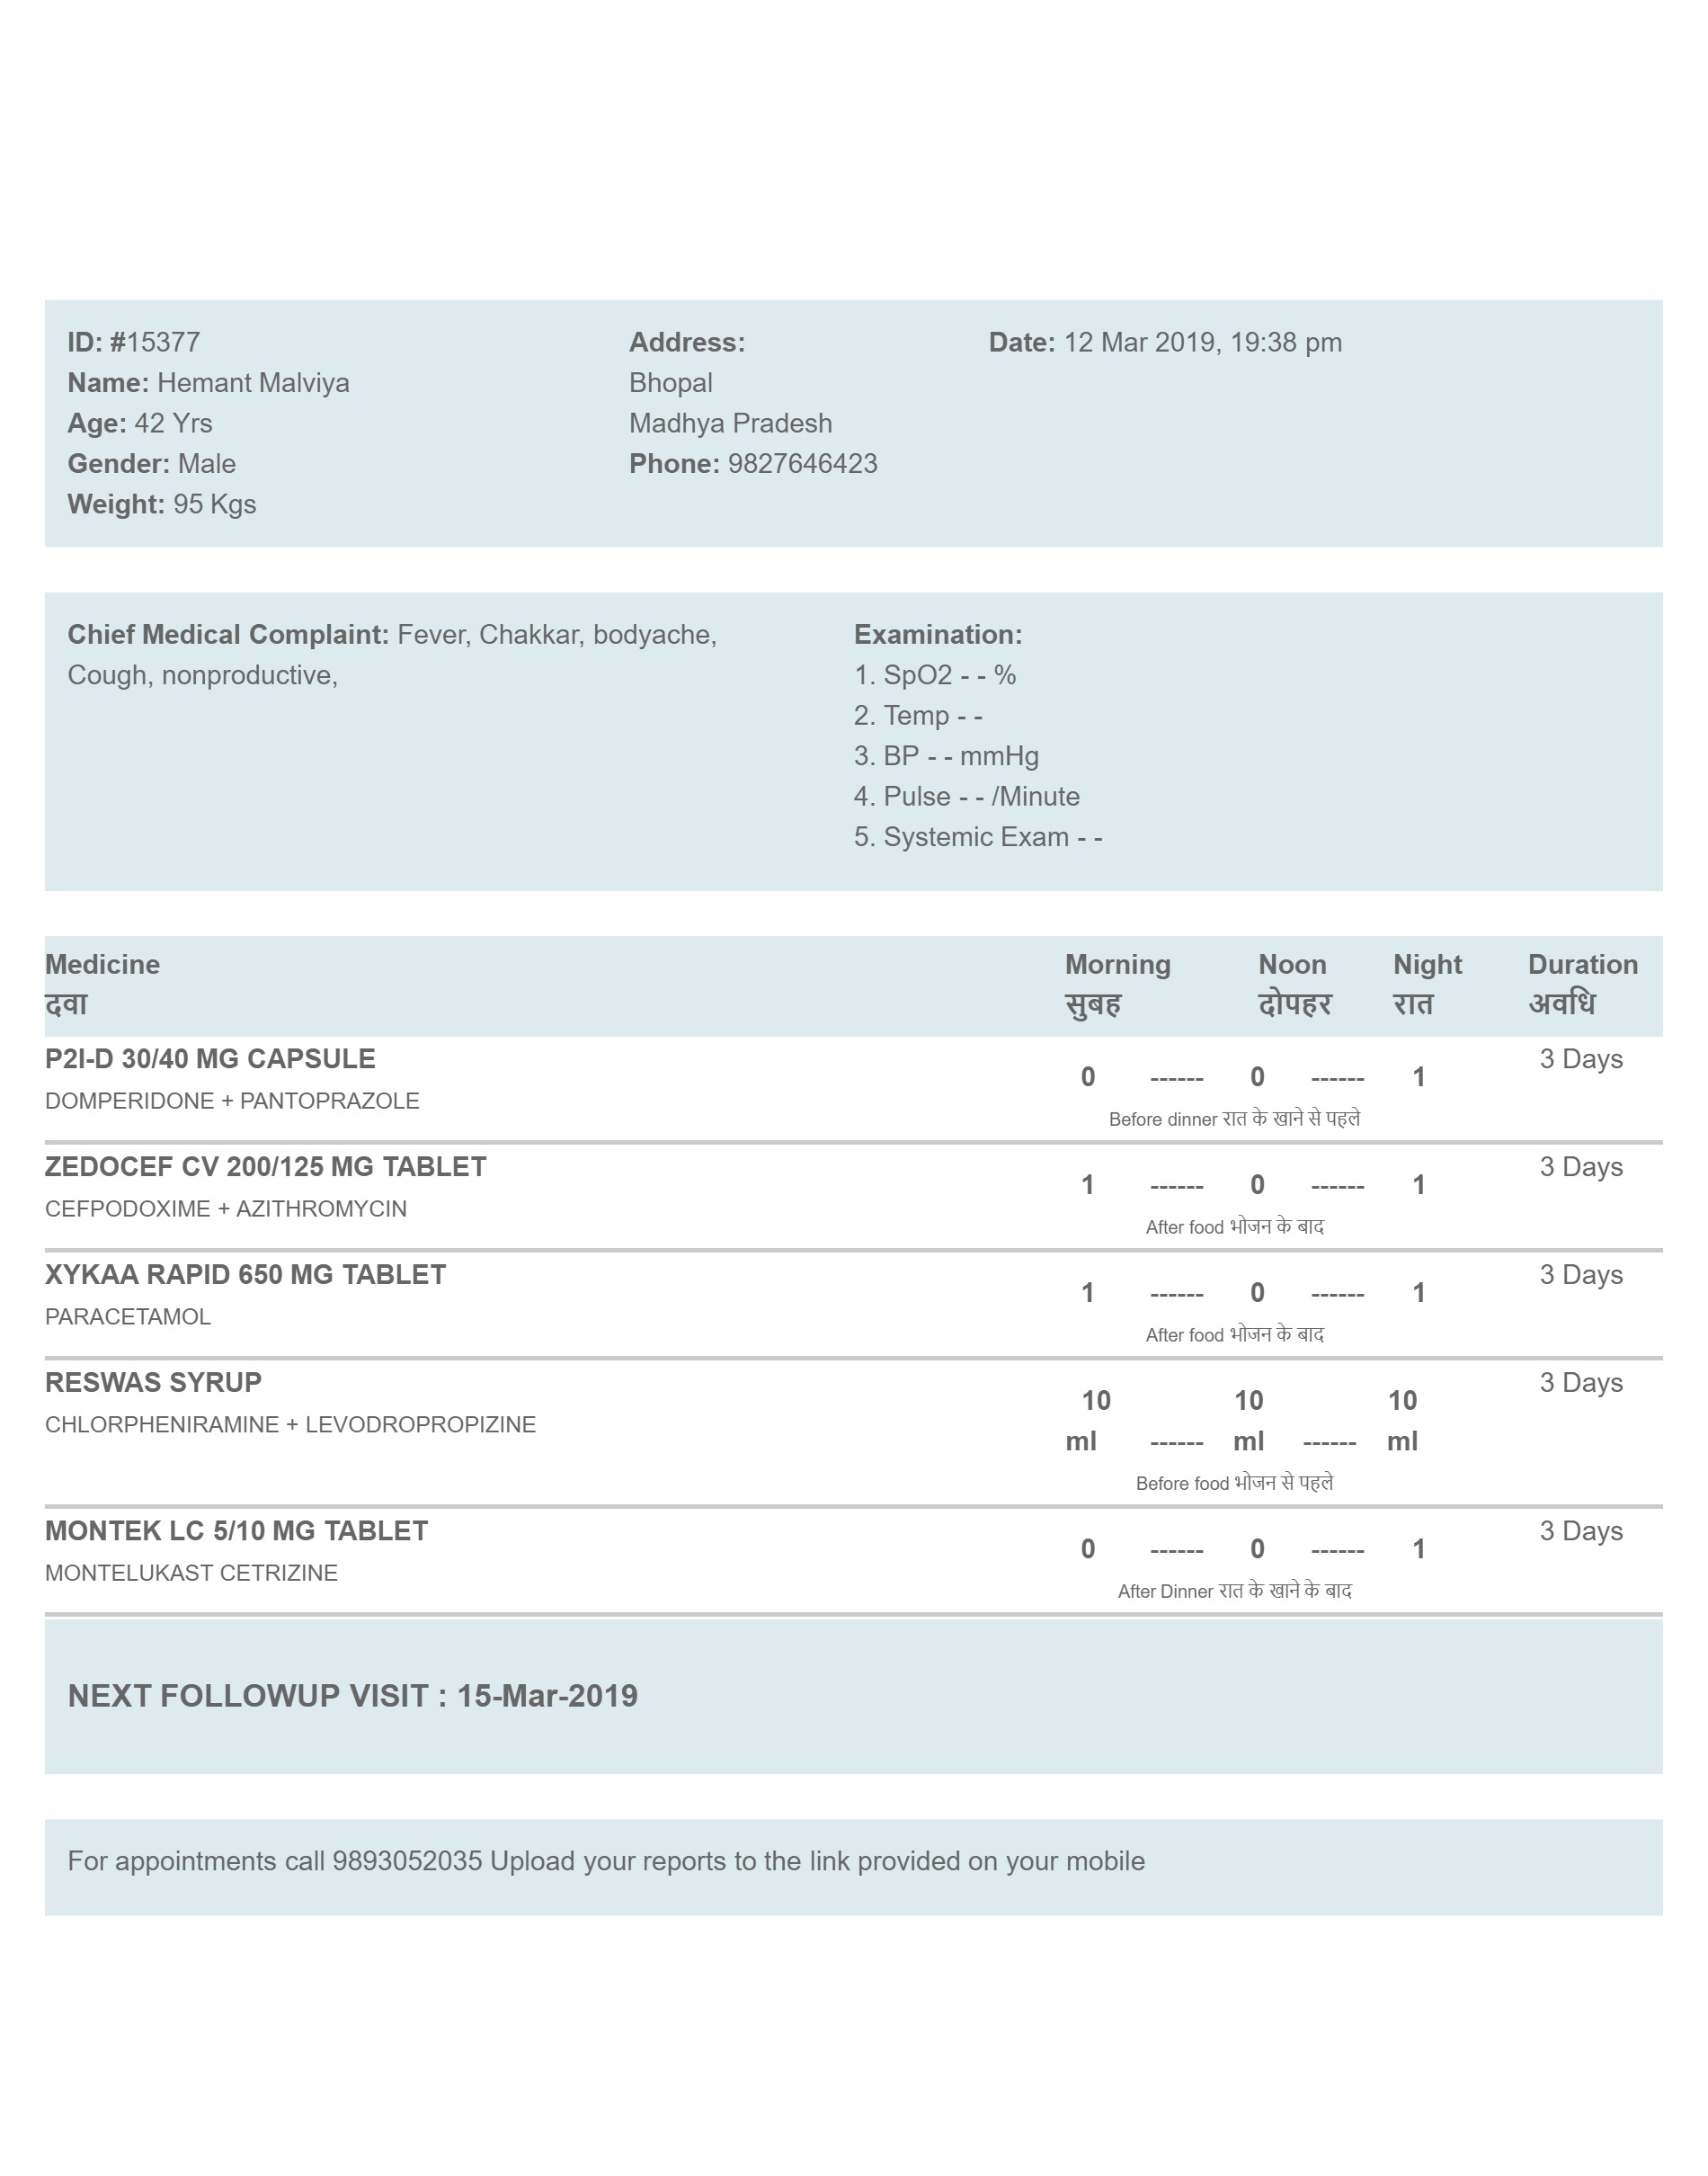 ID: #15377
Name: Hemant Malviya
Age: 42 Yrs
Gender: Male
Weight: 95 Kgs
Address:
Bhopal
Madhya Pradesh
Phone: 9827646423
Date: 12 Mar 2019, 19:38 pm
Chief Medical Complaint: Fever, Chakkar, bodyache,
Cough, nonproductive,
Examination:
1. SpO2 - - %
2. Temp - -
3. BP - - mmHg
4. Pulse - - /Minute
5. Systemic Exam - -
Medicine Morning Noon Night Duration
दवा सुबह दोपहर रात अवधि
P2I-D 30/40 MG CAPSULE 3 Days
0 ------ 0 ------ 1
DOMPERIDONE + PANTOPRAZOLE
Before dinner रात के खाने से पहले
ZEDOCEF CV 200/125 MG TABLET 3 Days
1 ------ 0 ------ 1
CEFPODOXIME + AZITHROMYCIN
After food भोजन के बाद
XYKAA RAPID 650 MG TABLET 3 Days
1 ------ 0 ------ 1
PARACETAMOL
After food भोजन के बाद
RESWAS SYRUP 3 Days
10 10 10
CHLORPHENIRAMINE + LEVODROPROPIZINE
ml ------ ml ------ ml
Before food भोजन से पहले
MONTEK LC 5/10 MG TABLET 3 Days
0 ------ 0 ------ 1
MONTELUKAST CETRIZINE
After Dinner रात के खाने के बाद
NEXT FOLLOWUP VISIT : 15-Mar-2019
For appointments call 9893052035 Upload your reports to the link provided on your mobile